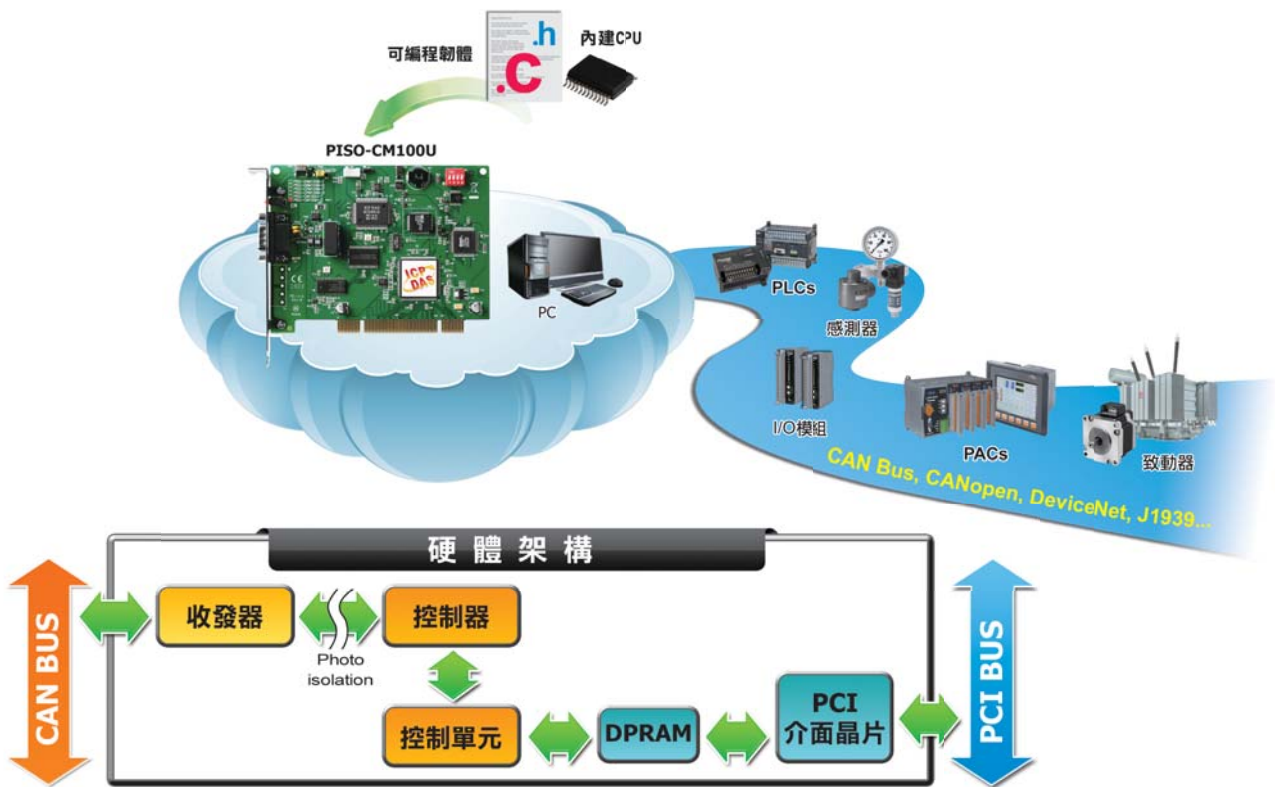 可編程韌體
.h
.C
內建CPU
PISO-CM100U
ICP
DAS
PC
PLCs
感測器
I/O模組
PACs
致動器
CAN Bus, CANopen, DeviceNet, J1939...
硬體架構
CAN BUS
收發器
Photo
isolation
控制器
控制單元
DPRAM
PCI
介面晶片
PCI BUS